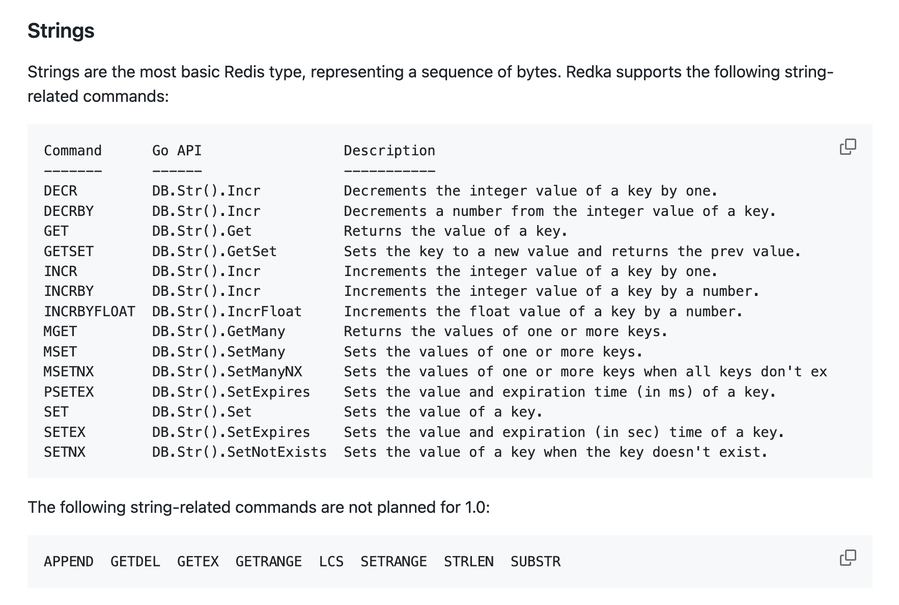 Strings
Strings are the most basic Redis type, representing a sequence of bytes. Redka supports the following string-
related commands:
Command      Go API                 Description
-------      ------                 -----------
DECR         DB.Str().Incr          Decrements the integer value of a key by one.
DECRBY       DB.Str().Incr          Decrements a number from the integer value of a key.
GET          DB.Str().Get           Returns the value of a key.
GETSET       DB.Str().GetSet        Sets the key to a new value and returns the prev value.
INCR         DB.Str().Incr          Increments the integer value of a key by one.
INCRBY       DB.Str().Incr          Increments the integer value of a key by a number.
INCRBYFLOAT  DB.Str().IncrFloat     Increments the float value of a key by a number.
MGET         DB.Str().GetMany       Returns the values of one or more keys.
MSET         DB.Str().SetMany       Sets the values of one or more keys.
MSETNX       DB.Str().SetManyNX     Sets the values of one or more keys when all keys don't ex
PSETEX       DB.Str().SetExpires    Sets the value and expiration time (in ms) of a key.
SET          DB.Str().Set           Sets the value of a key.
SETEX        DB.Str().SetExpires    Sets the value and expiration (in sec) time of a key.
SETNX        DB.Str().SetNotExists  Sets the value of a key when the key doesn't exist.
The following string-related commands are not planned for 1.0:
APPEND  GETDEL  GETEX  GETRANGE  LCS  SETRANGE  STRLEN  SUBSTR